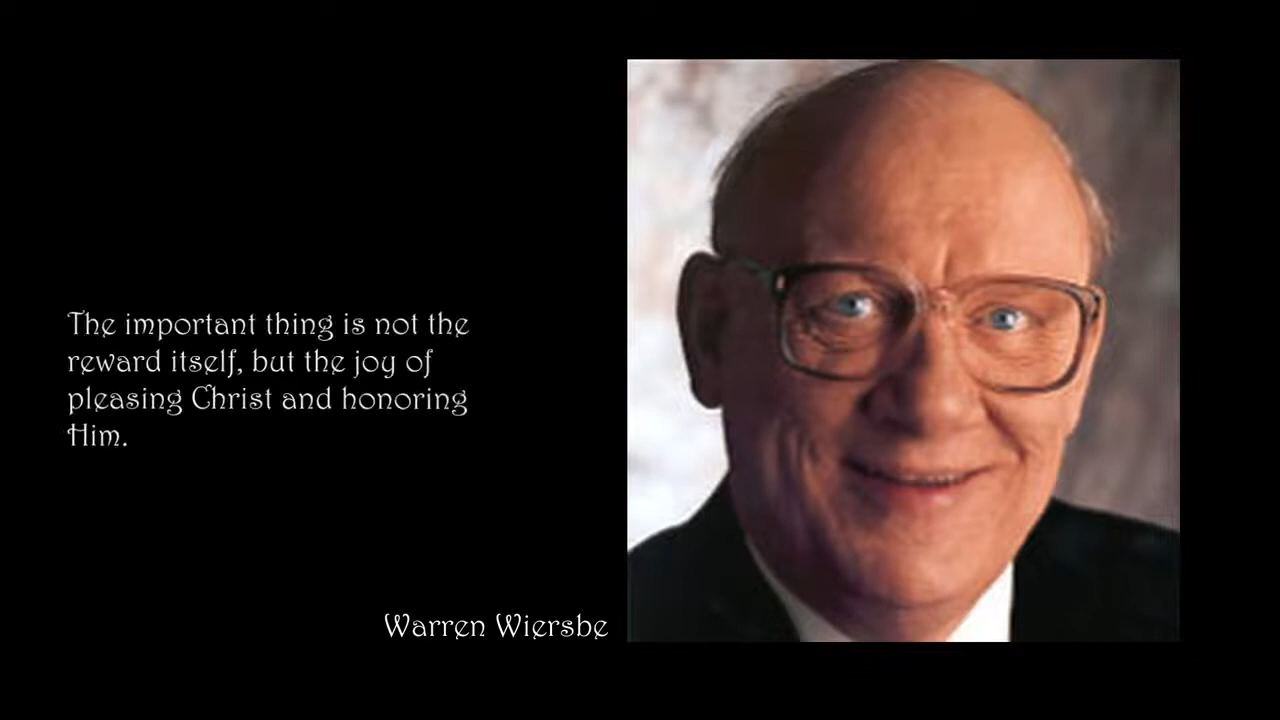 The important thing is not the
reward itself, but the joy of
pleasing Christ and honoring
Him.
Warren Wiersbe